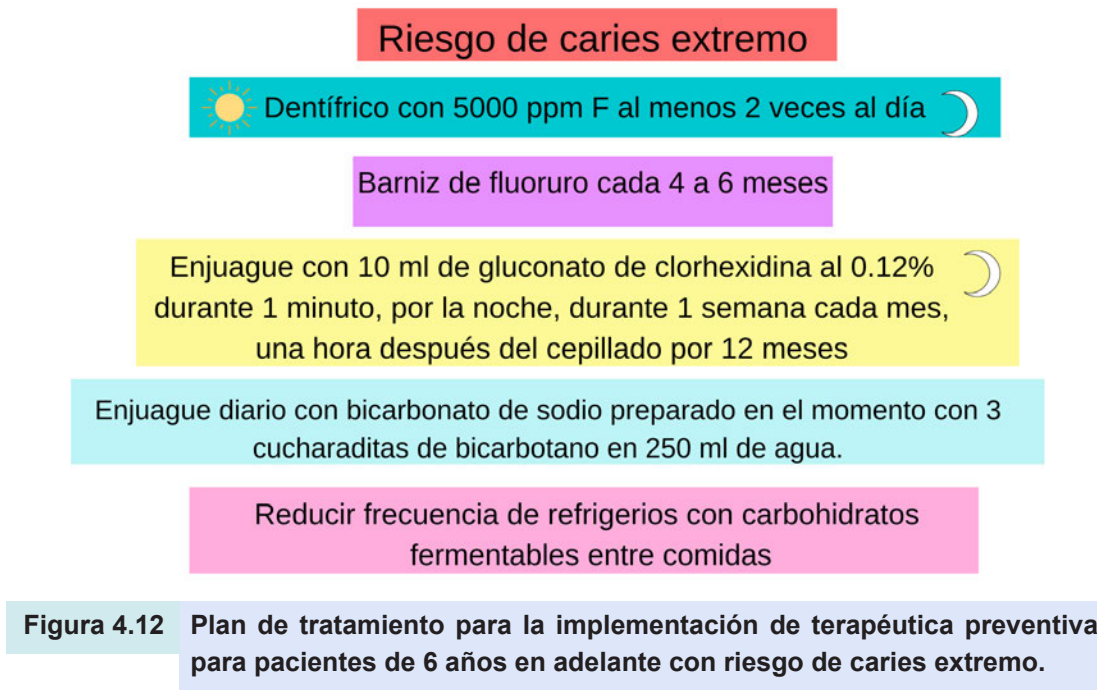 Riesgo de caries extremo
Dentífrico con 5000 ppm F al menos 2 veces al día
Barniz de fluoruro cada 4 a 6 meses
Enjuague con 10 ml de gluconato de clorhexidina al 0.12%
durante 1 minuto, por la noche, durante 1 semana cada mes,
una hora después del cepillado por 12 meses
Enjuague diario con bicarbonato de sodio preparado en el momento con 3
cucharaditas de bicarbotano en 250 ml de agua.
Reducir frecuencia de refrigerios con carbohidratos
fermentables entre comidas
Figura 4.12 Plan de tratamiento para la implementación de terapéutica preventiva
para pacientes de 6 años en adelante con riesgo de caries extremo.